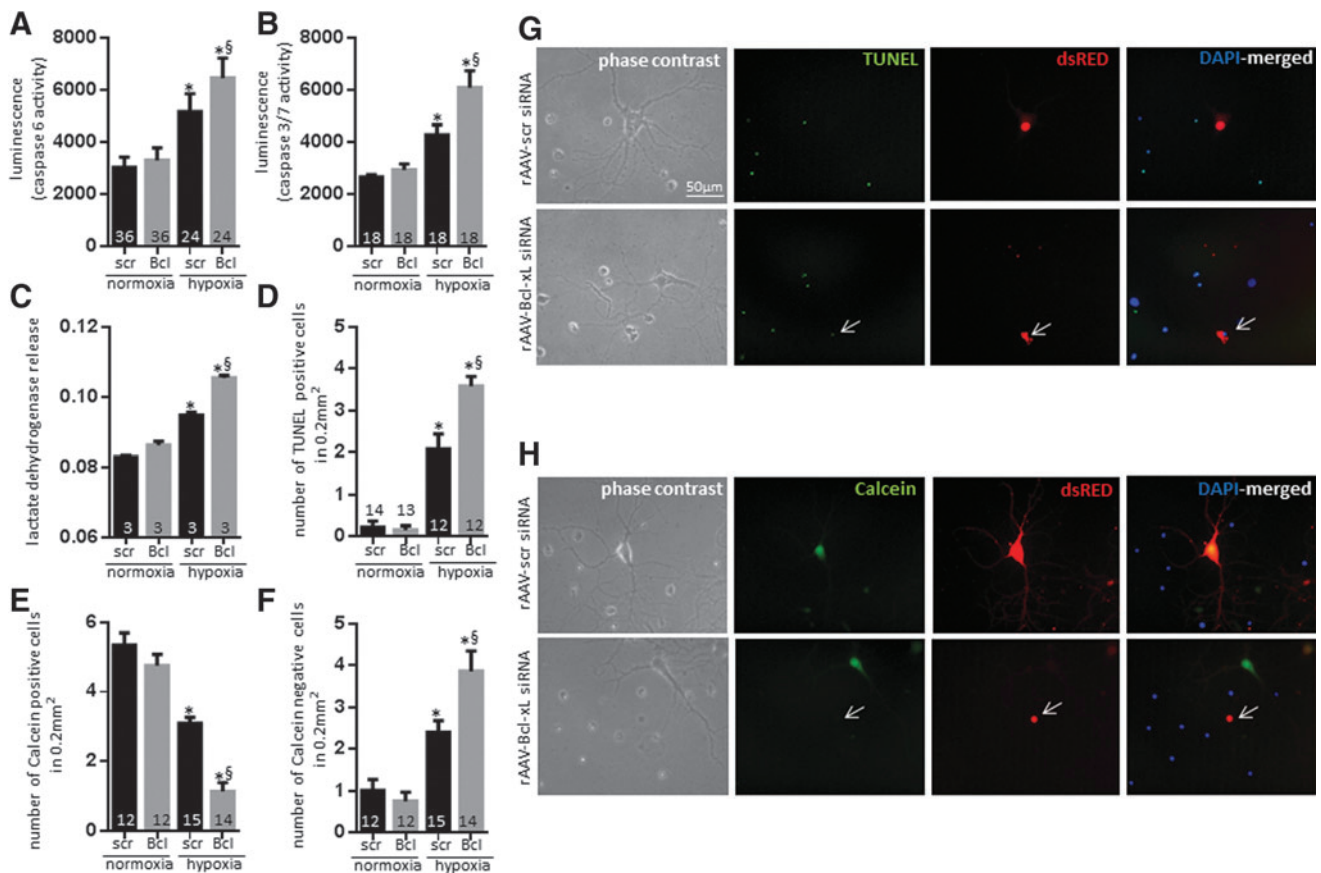 A
luminescence
(caspase 6 activity)
8000
6000
4000
2000
0
*
*§
36
36
24
24
scr
Bcl
scr
Bcl
normoxia
hypoxia
B
luminescence
(caspase 3/7 activity)
8000
6000
4000
2000
0
*
*§
18
18
18
18
scr
Bcl
scr
Bcl
normoxia
hypoxia
C
lactate dehydrogenase release
0.12
0.10
0.08
0.06
*
*§
3
3
3
3
scr
Bcl
scr
Bcl
normoxia
hypoxia
D
number of TUNEL positive cells
in 0.2mm²
5
4
3
2
1
0
*
*§
14
13
12
12
scr
Bcl
scr
Bcl
normoxia
hypoxia
E
number of Calcein positive cells
in 0.2mm²
6
4
2
0
*
*§
12
12
15
14
scr
Bcl
scr
Bcl
normoxia
hypoxia
F
number of Calcein negative cells
in 0.2mm²
5
4
3
2
1
0
*
*§
12
12
15
14
scr
Bcl
scr
Bcl
normoxia
hypoxia
G
phase contrast
TUNEL
dsRED
DAPI-merged
rAAV-scr siRNA
50μm
rAAV-Bcl-xL siRNA
H
phase contrast
Calcein
dsRED
DAPI-merged
rAAV-scr siRNA
rAAV-Bcl-xL siRNA